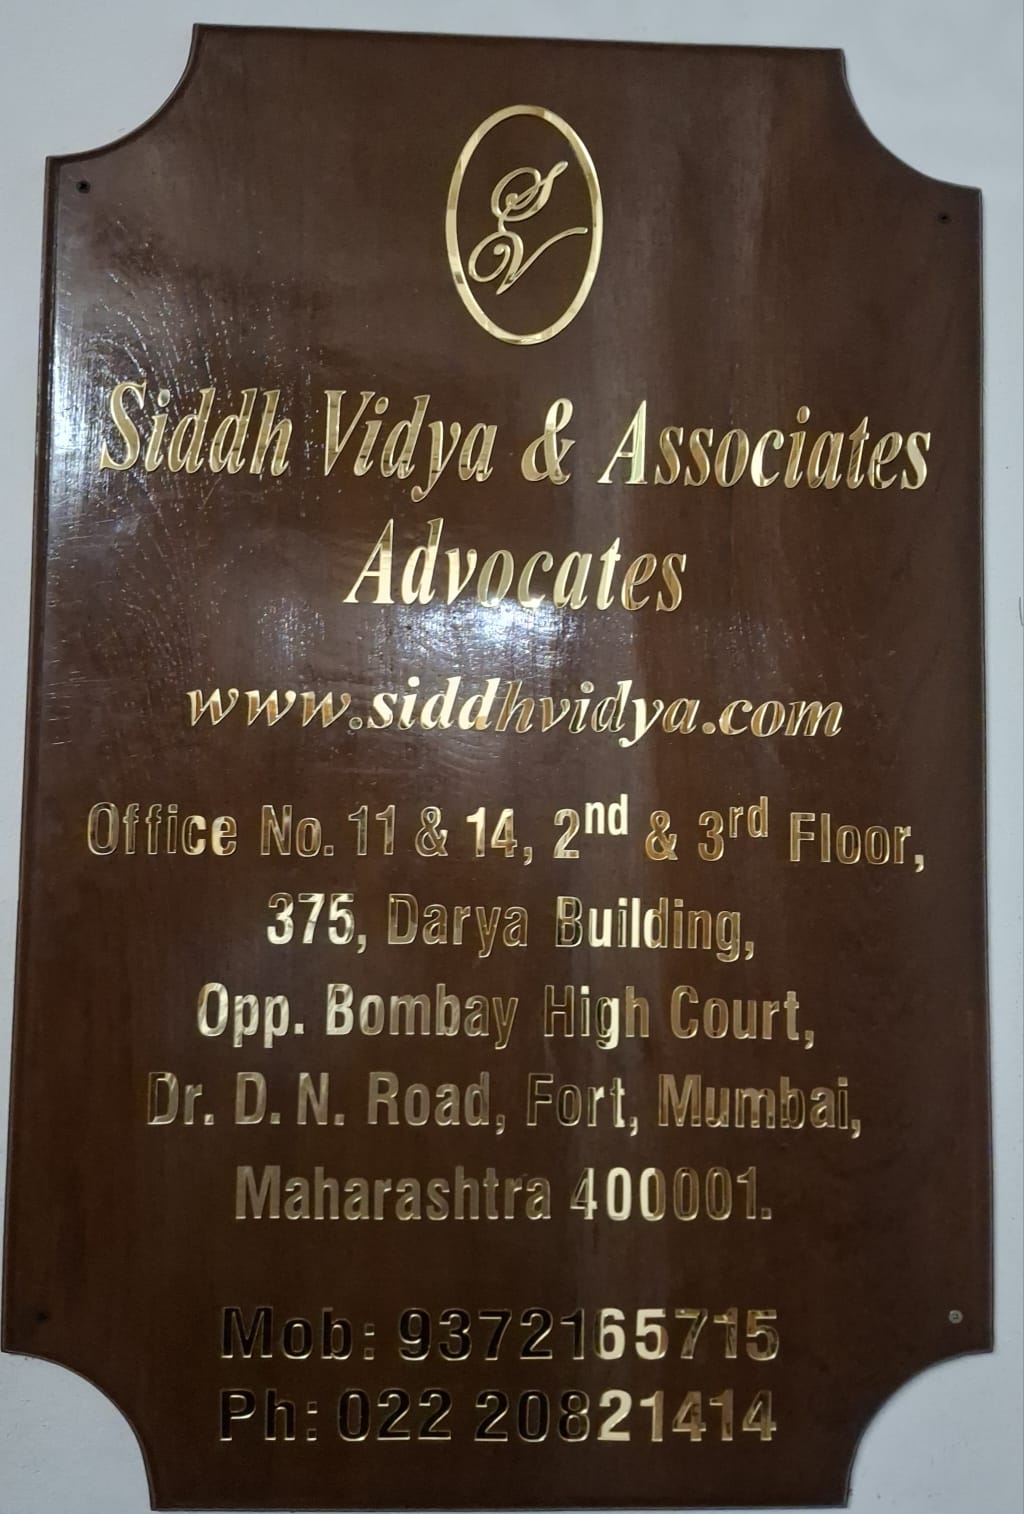 SV
Siddh Vidya & Associates
Advocates
www.siddhvidya.com
Office No. 11 & 14, 2nd & 3rd Floor,
375, Darya Building,
Opp. Bombay High Court,
Dr. D. N. Road, Fort, Mumbai,
Maharashtra 400001.
Mob: 9372165715
Ph: 022 20821414